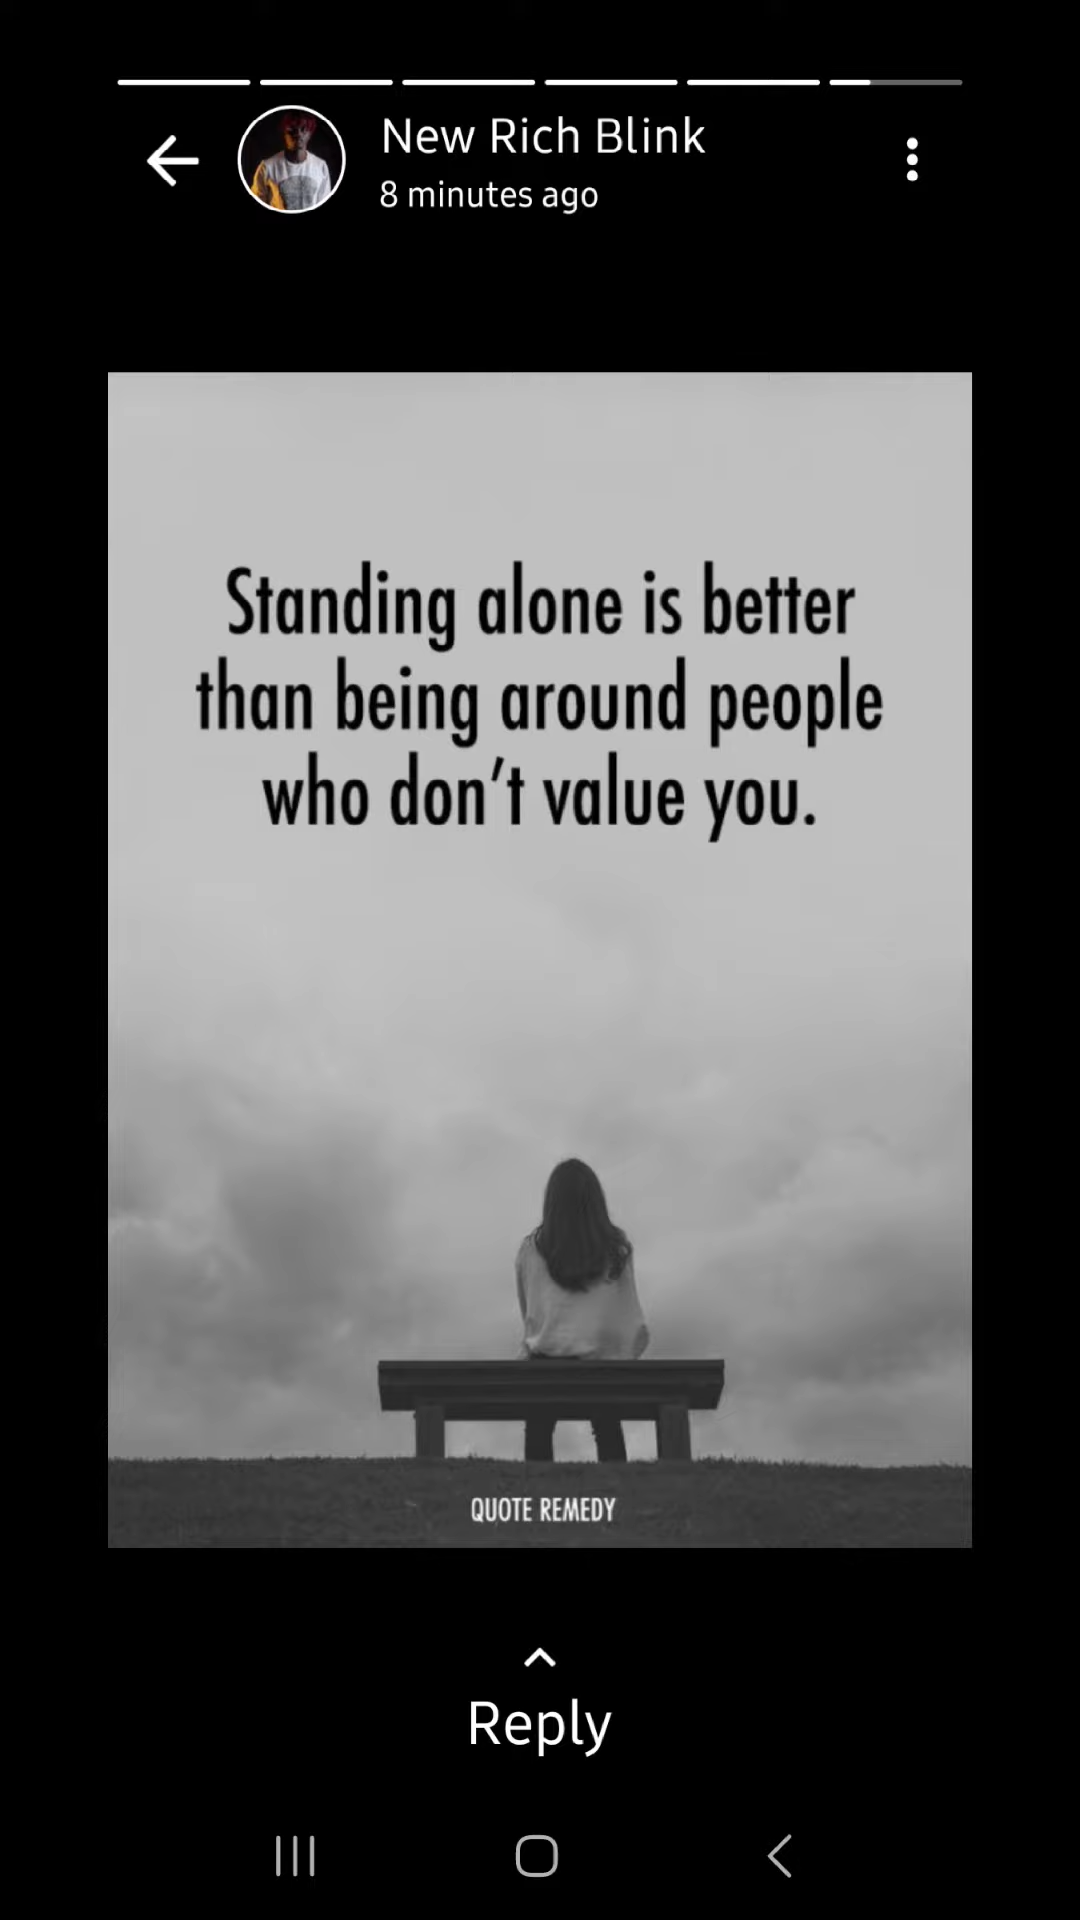 New Rich Blink
8 minutes ago
Standing alone is better
than being around people
who don't value you.
QUOTE REMEDY
Reply